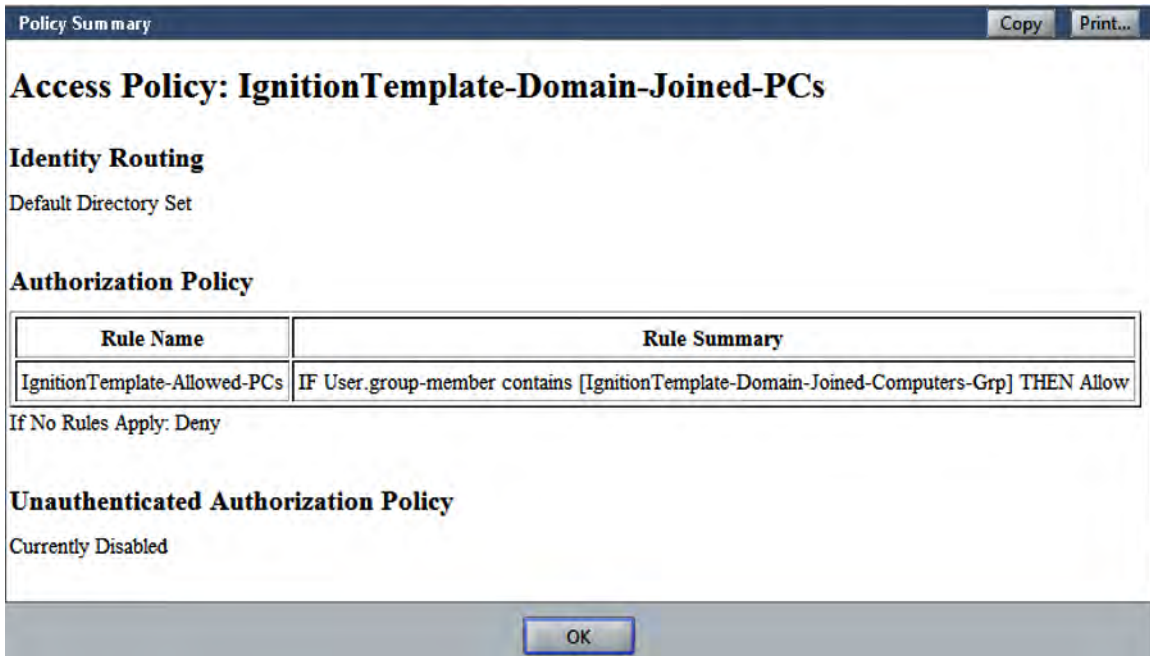 Policy Summary
Copy
Print...
Access Policy: IgnitionTemplate-Domain-Joined-PCs
Identity Routing
Default Directory Set
Authorization Policy
Rule Name
Rule Summary
IgnitionTemplate-Allowed-PCs
IF User.group-member contains [IgnitionTemplate-Domain-Joined-Computers-Grp] THEN Allow
If No Rules Apply: Deny
Unauthenticated Authorization Policy
Currently Disabled
OK